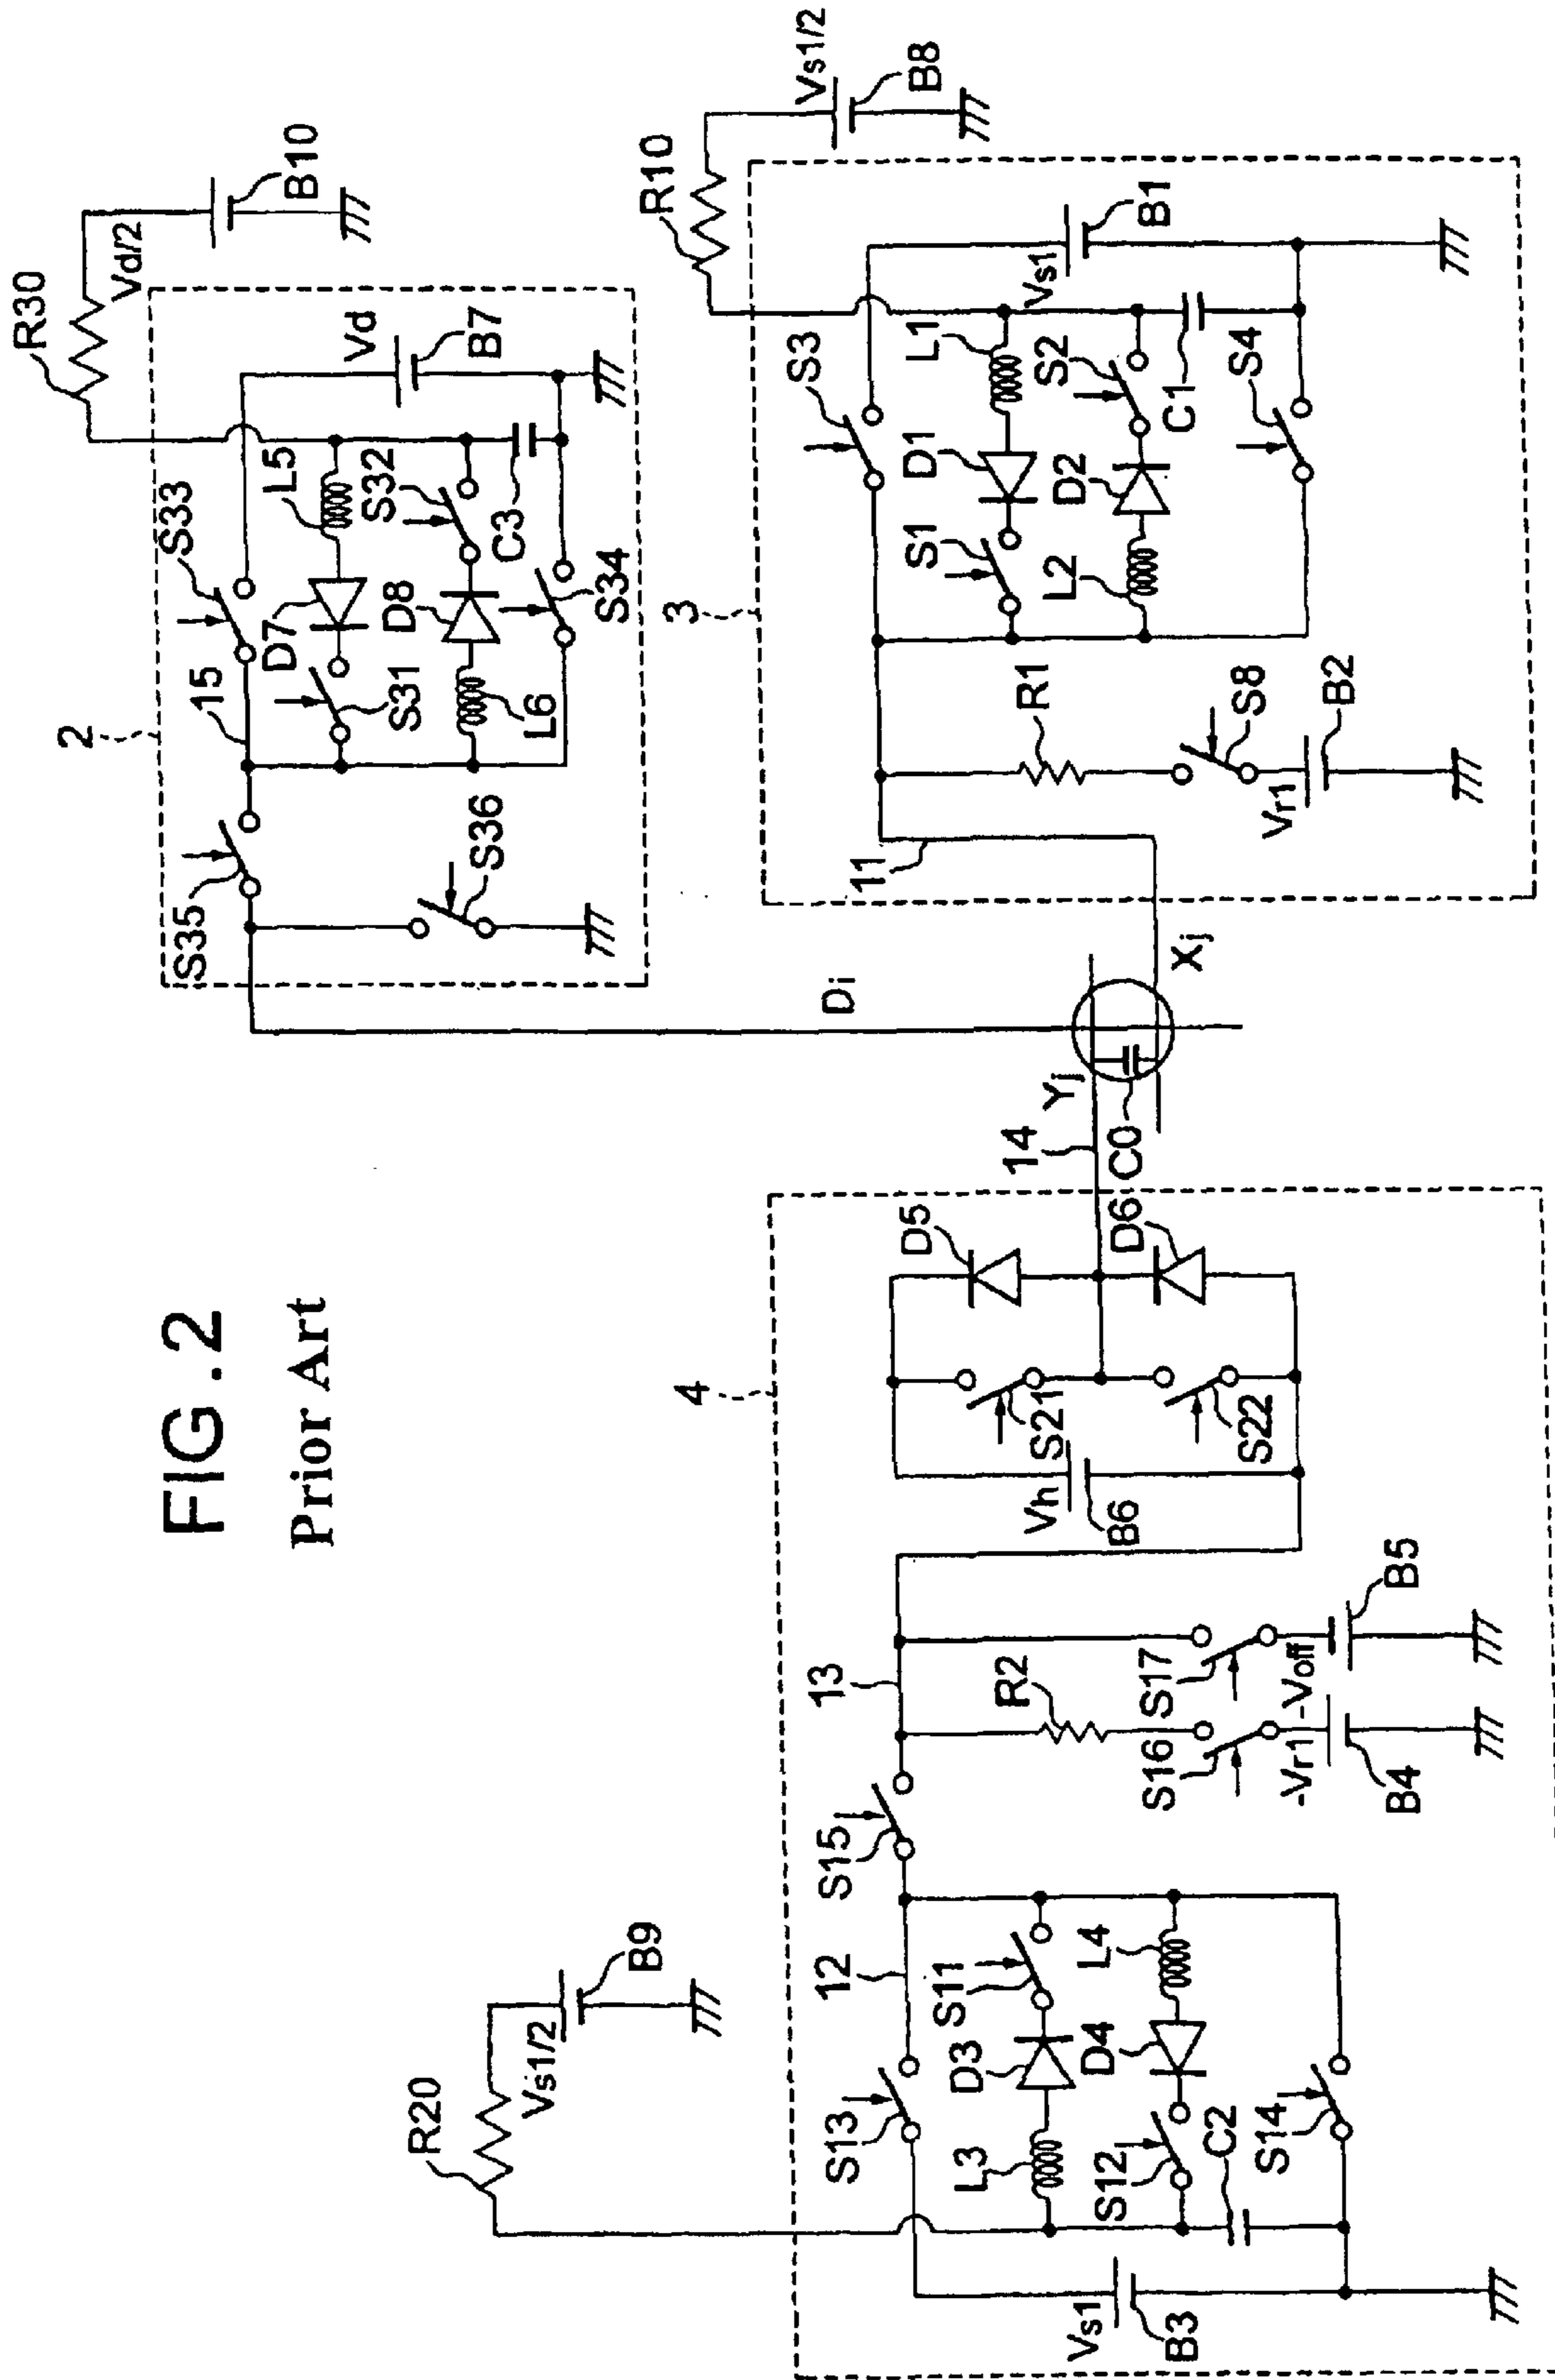 FIG.2
Prior Art
R20
Vs1/2
B9
4
S13
12
S15
13
L3
D3
S11
S12
D4
L4
C2
S14
Vs1
B3
R2
S16
S17
-Vr1
-Voff
B4
B5
Vh
B6
S21
S22
D5
D6
14
Yj
C0
Di
Xj
2
S35
S36
15
S33
D7
L5
S31
D8
S32
L6
C3
S34
Vd
B7
R30
Vd/2
B10
3
11
R1
S8
Vr1
B2
S3
S1
D1
L1
L2
D2
S2
C1
S4
Vs1
B1
R10
Vs1/2
B8